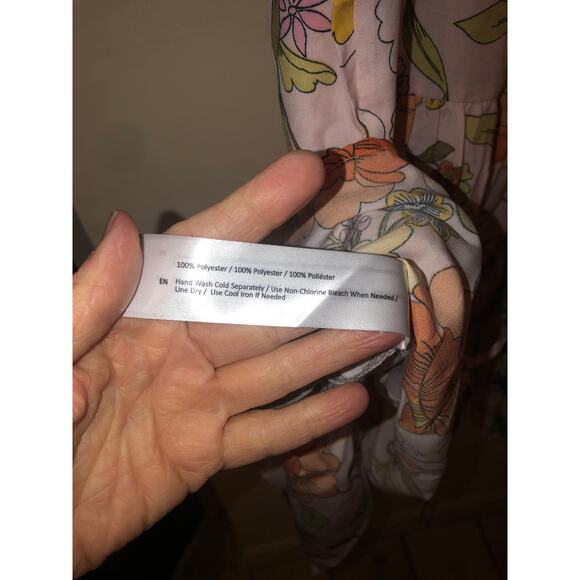 100% Polyester / 100% Polyester / 100% Poliéster
EN Hand Wash Cold Separately / Use Non-Chlorine Bleach When Needed /
Line Dry / Use Cool Iron If Needed